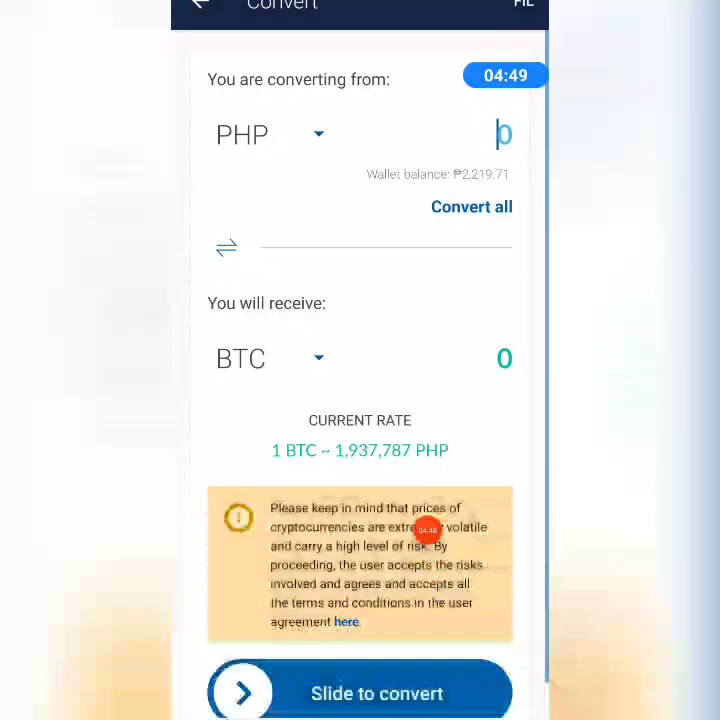 Convert
FIL
You are converting from:
04:49
PHP
0
Wallet balance: ₱2,219.71
Convert all
You will receive:
BTC
0
CURRENT RATE
1 BTC ~ 1,937,787 PHP
Please keep in mind that prices of
cryptocurrencies are volatile
04:48
and carry a high level of risk. By
proceeding, the user accepts the risks
involved and agrees and accepts all
the terms and conditions in the user
agreement here.
Slide to convert